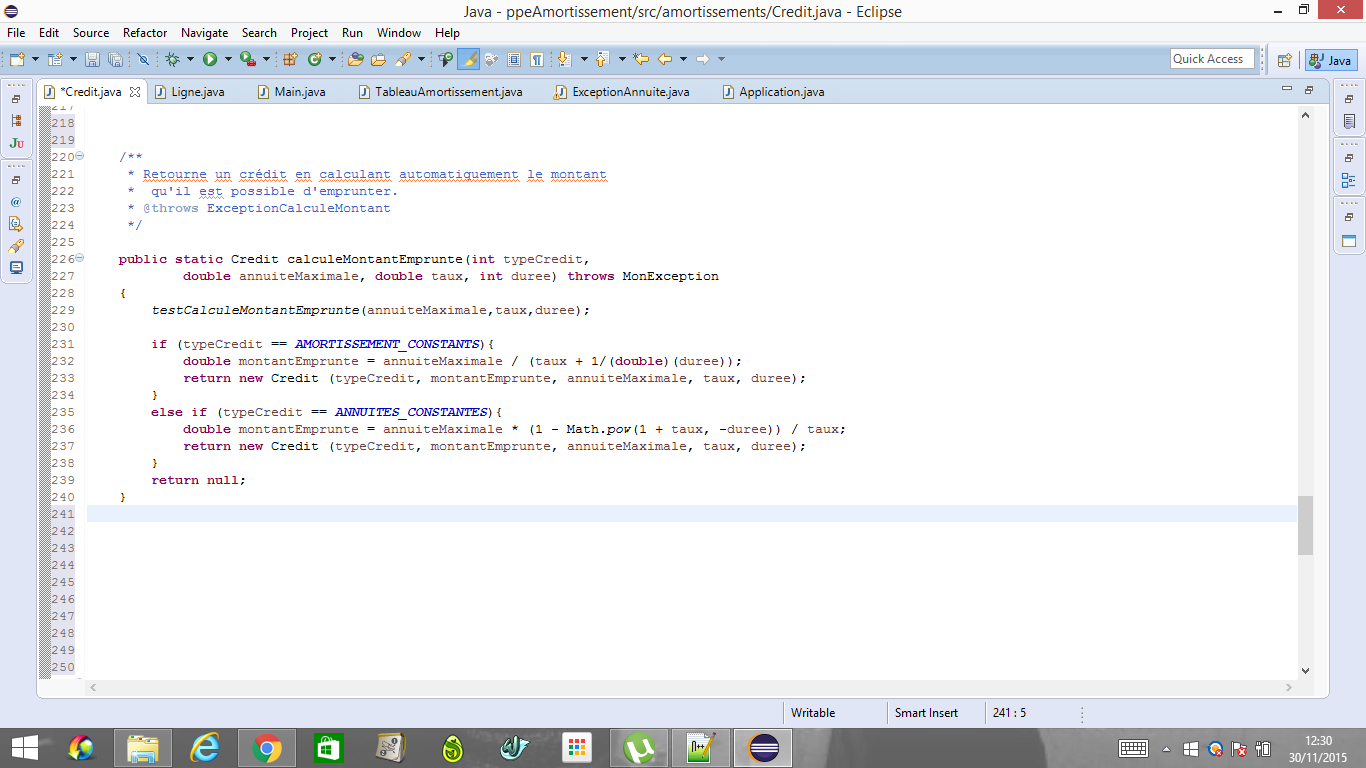 Java - ppeAmortissement/src/amortissements/Credit.java - Eclipse
File Edit Source Refactor Navigate Search Project Run Window Help
Quick Access Java
*Credit.java Ligne.java Main.java TableauAmortissement.java ExceptionAnnuite.java Application.java
217
218
219
220 /**
221 * Retourne un crédit en calculant automatiquement le montant
222 * qu'il est possible d'emprunter.
223 * @throws ExceptionCalculeMontant
224 */
225
226 public static Credit calculeMontantEmprunte(int typeCredit,
227 double annuiteMaximale, double taux, int duree) throws MonException
228 {
229 testCalculeMontantEmprunte(annuiteMaximale,taux,duree);
230
231 if (typeCredit == AMORTISSEMENT_CONSTANTS){
232 double montantEmprunte = annuiteMaximale / (taux + 1/(double)(duree));
233 return new Credit (typeCredit, montantEmprunte, annuiteMaximale, taux, duree);
234 }
235 else if (typeCredit == ANNUITES_CONSTANTES){
236 double montantEmprunte = annuiteMaximale * (1 - Math.pow(1 + taux, -duree)) / taux;
237 return new Credit (typeCredit, montantEmprunte, annuiteMaximale, taux, duree);
238 }
239 return null;
240 }
241
242
243
244
245
246
247
248
249
250
Writable Smart Insert 241 : 5
12:30
30/11/2015